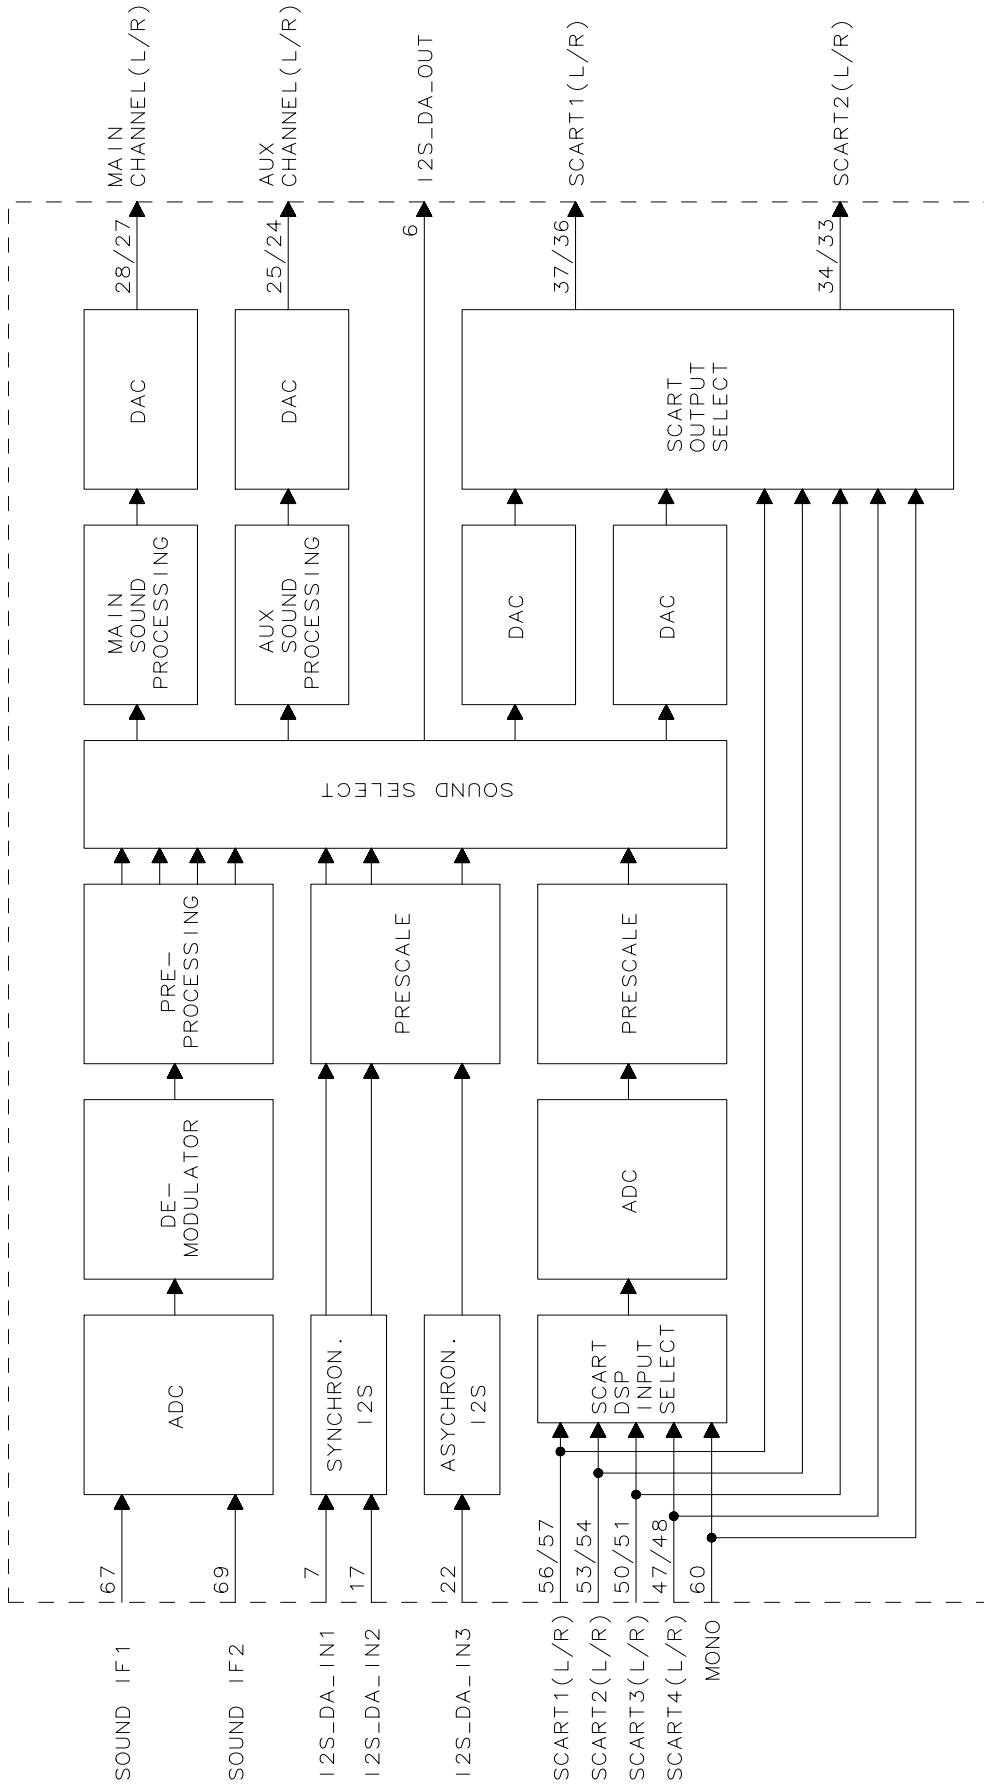 SOUND IF1
67
ADC
DE-
MODULATOR
PRE-
PROCESSING
MAIN
SOUND
PROCESSING
DAC
28/27
MAIN
CHANNEL(L/R)
SOUND IF2
69
AUX
SOUND
PROCESSING
DAC
25/24
AUX
CHANNEL(L/R)
I2S_DA_IN1
7
I2S_DA_IN2
17
SYNCHRON.
I2S
PRESCALE
SOUND SELECT
6
I2S_DA_OUT
I2S_DA_IN3
22
ASYCHRON.
I2S
DAC
37/36
SCART1(L/R)
SCART1(L/R)
56/57
SCART2(L/R)
53/54
SCART3(L/R)
50/51
SCART4(L/R)
47/48
MONO
60
SCART
DSP
INPUT
SELECT
ADC
PRESCALE
DAC
SCART
OUTPUT
SELECT
34/33
SCART2(L/R)